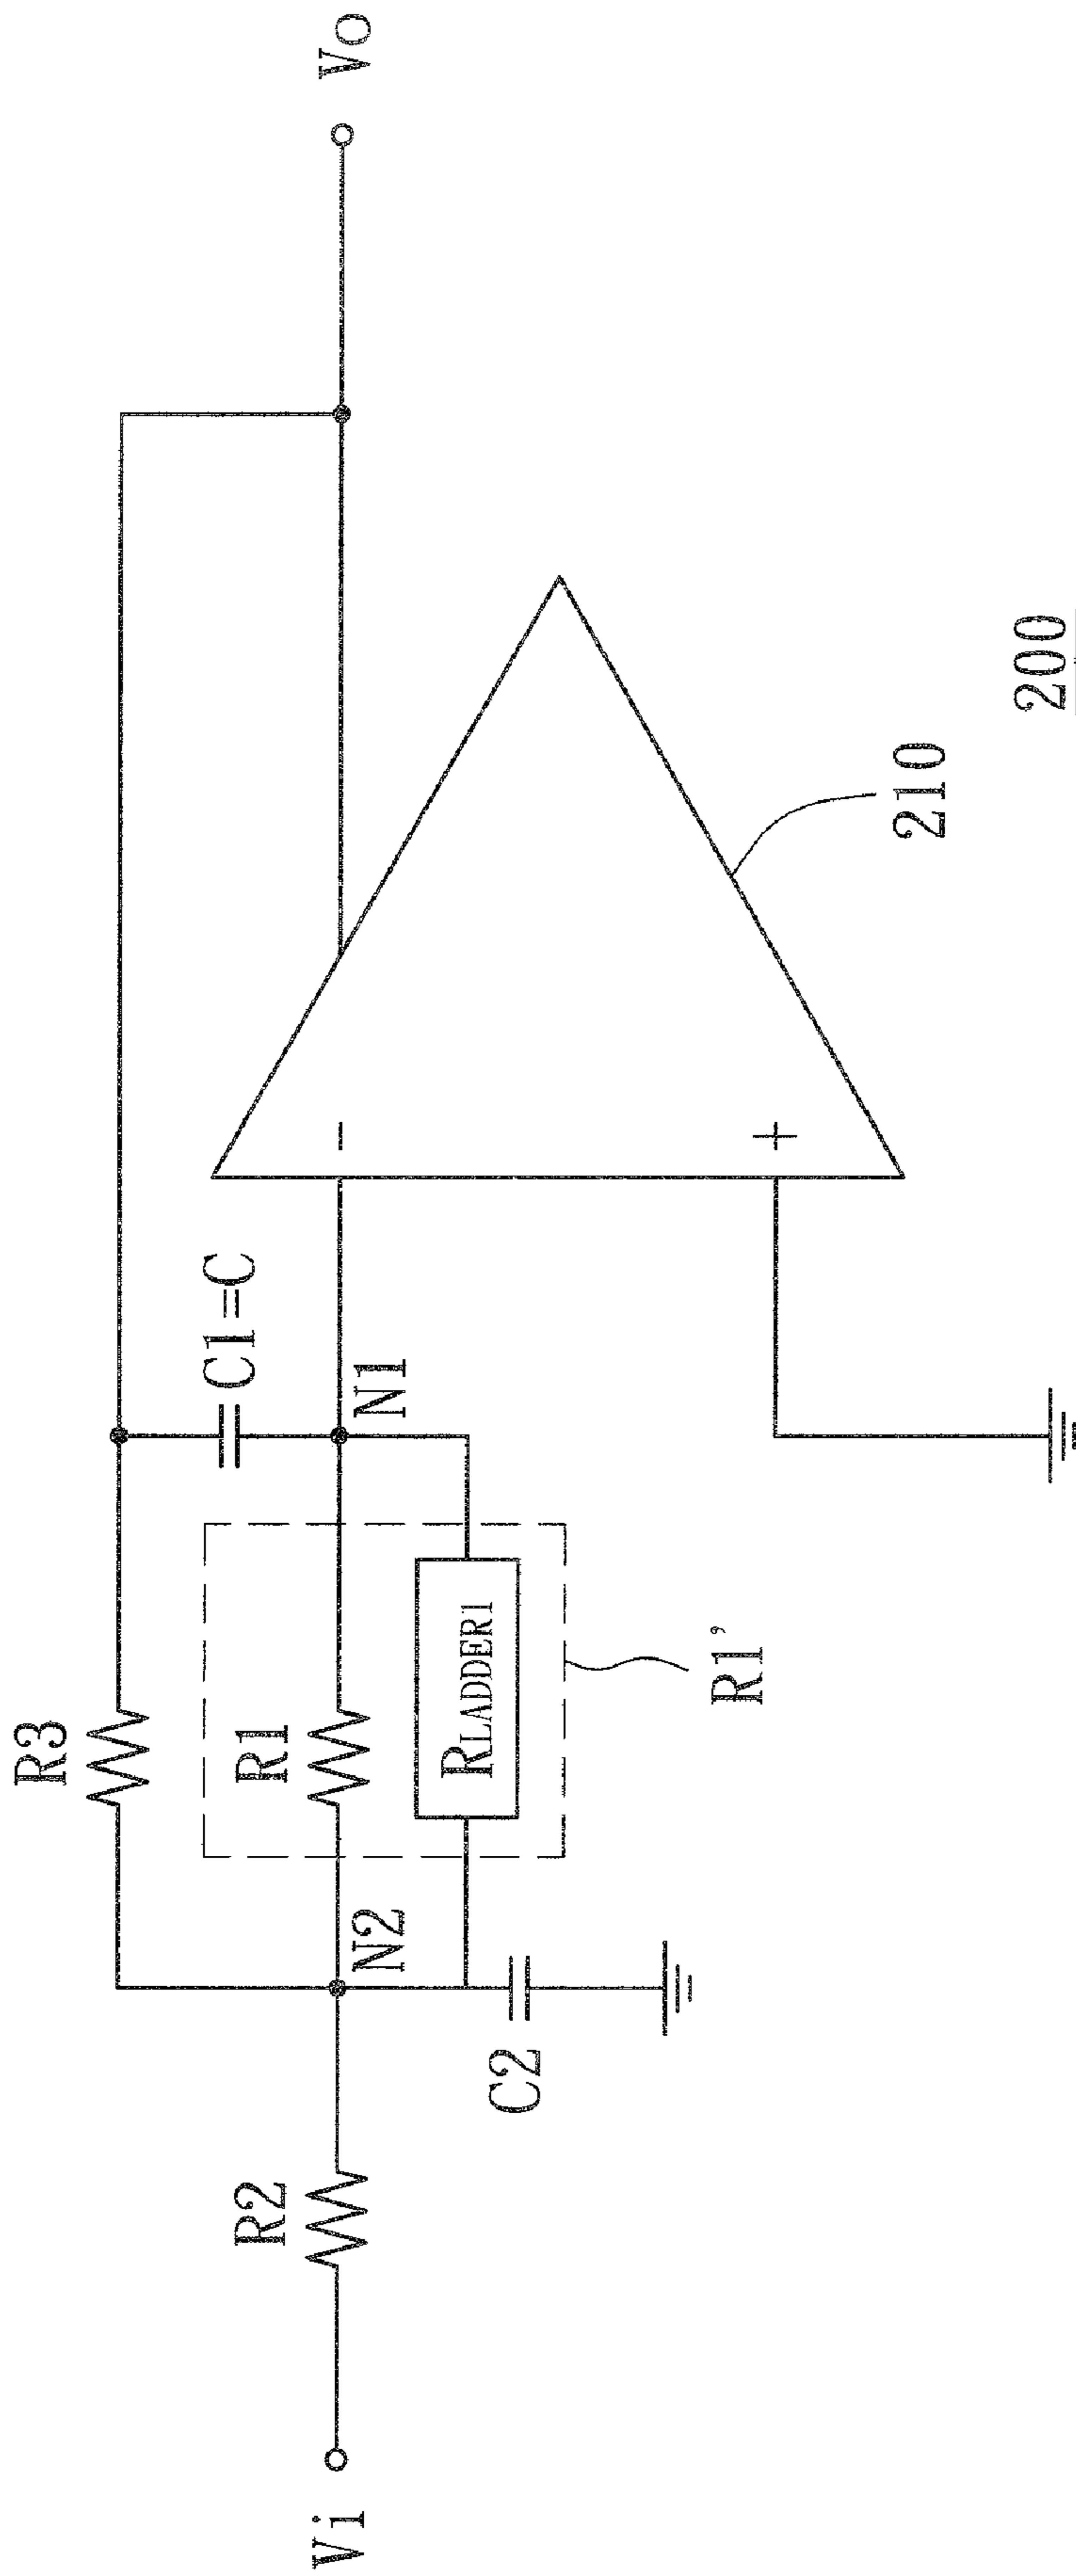 R3
C1=C
R1
N1
N2
RLADDER1
R1'
R2
C2
Vi
Vo
-
+
210
200